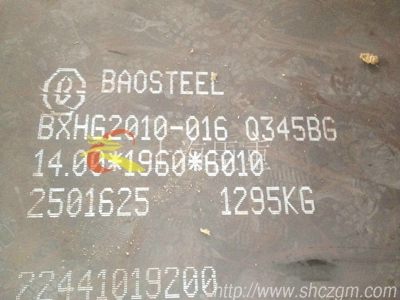 BAOSTEEL
BXHG2010-016 Q345BG
14.00*1960*6010
2501625 1295KG
22441019200
http://www.shczgm.com